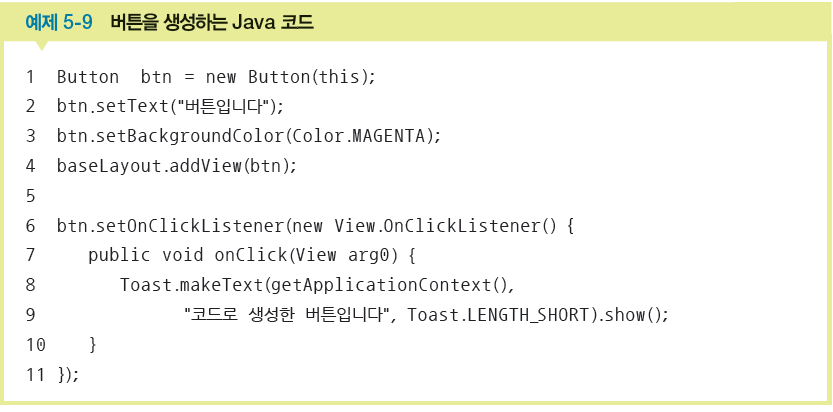 예제 5-9 버튼을 생성하는 Java 코드
1 Button  btn = new Button(this);
2 btn.setText("버튼입니다");
3 btn.setBackgroundColor(Color.MAGENTA);
4 baseLayout.addView(btn);
5
6 btn.setOnClickListener(new View.OnClickListener() {
7    public void onClick(View arg0) {
8       Toast.makeText(getApplicationContext(),
9             "코드로 생성한 버튼입니다", Toast.LENGTH_SHORT).show();
10    }
11 });